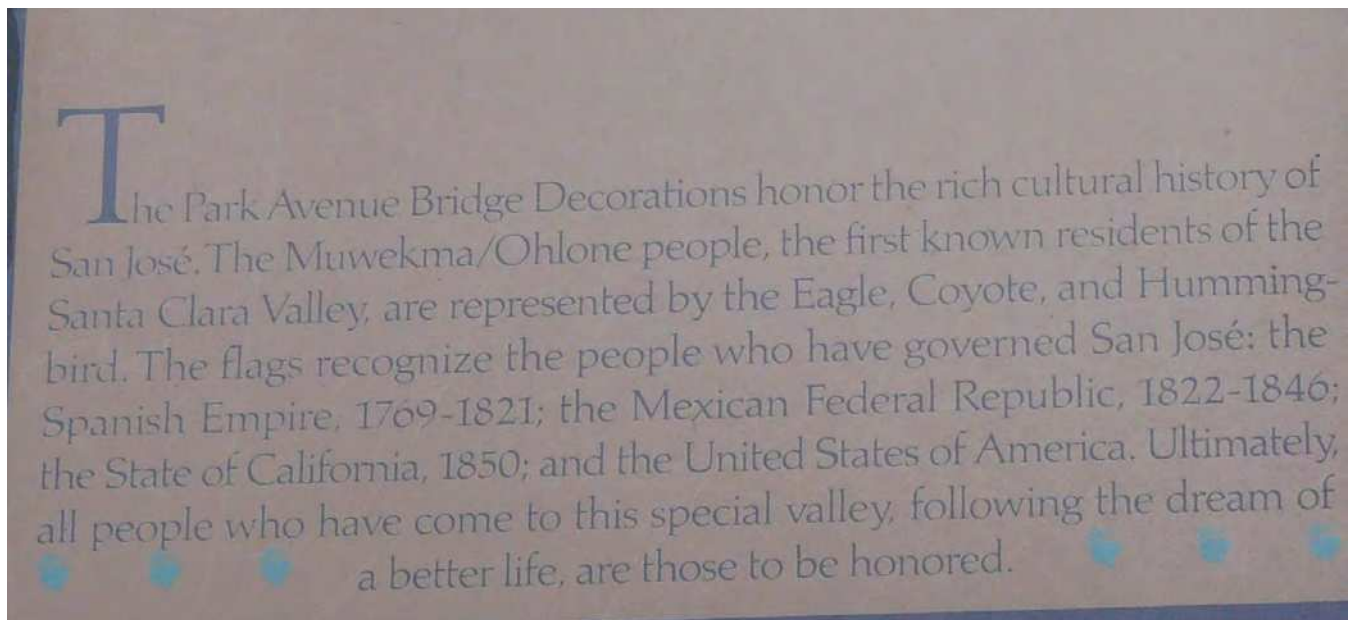 The Park Avenue Bridge Decorations honor the rich cultural history of
San José. The Muwekma/Ohlone people, the first known residents of the
Santa Clara Valley, are represented by the Eagle, Coyote, and Humming-
bird. The flags recognize the people who have governed San José: the
Spanish Empire, 1769-1821; the Mexican Federal Republic, 1822-1846;
the State of California, 1850; and the United States of America. Ultimately,
all people who have come to this special valley, following the dream of
a better life, are those to be honored.